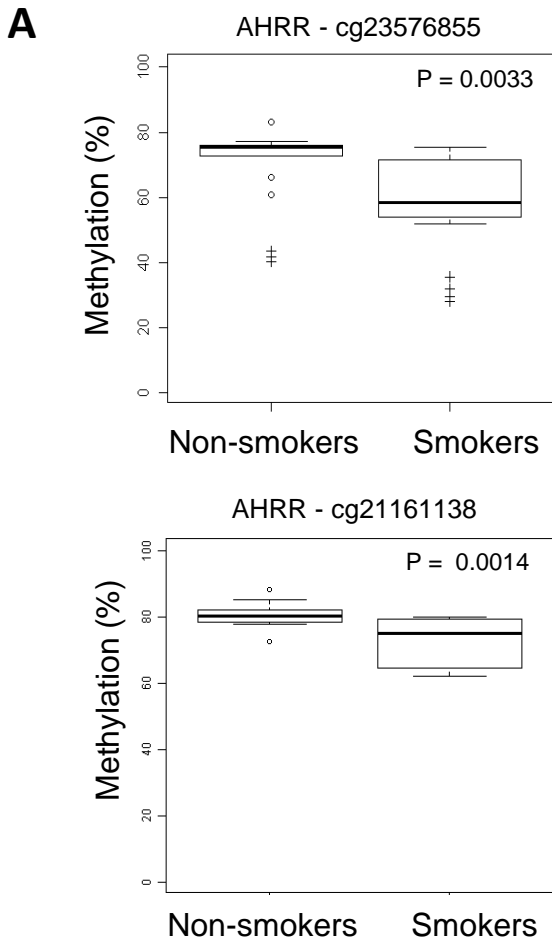 A
AHRR - cg23576855
P = 0.0033
Methylation (%)
100
80
60
40
20
0
Non-smokers Smokers
AHRR - cg21161138
P = 0.0014
Methylation (%)
100
80
60
40
20
0
Non-smokers Smokers